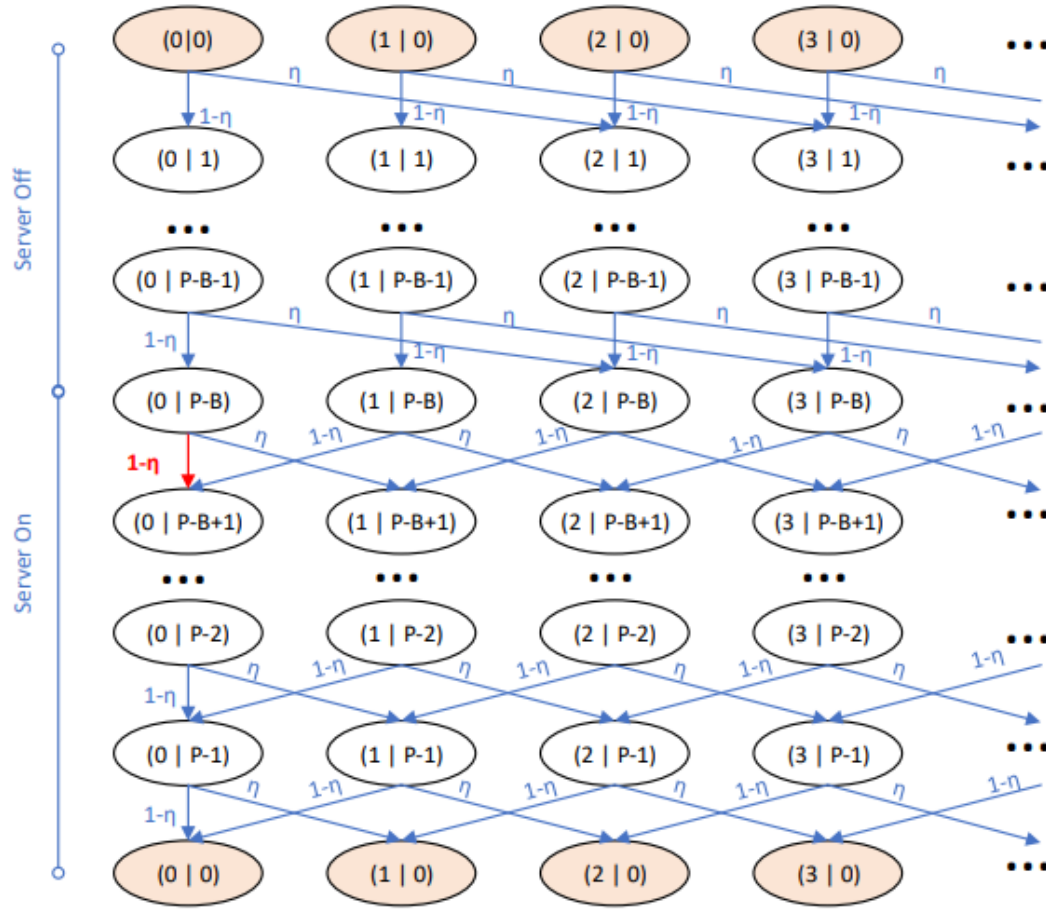 (0|0) (1 | 0) (2 | 0) (3 | 0) ...
η η η η
1-η 1-η 1-η 1-η
(0 | 1) (1 | 1) (2 | 1) (3 | 1) ...
Server Off
... ... ... ...
(0 | P-B-1) (1 | P-B-1) (2 | P-B-1) (3 | P-B-1) ...
η η η η
1-η 1-η 1-η 1-η
(0 | P-B) (1 | P-B) (2 | P-B) (3 | P-B) ...
η 1-η η 1-η η 1-η η 1-η
1-η
(0 | P-B+1) (1 | P-B+1) (2 | P-B+1) (3 | P-B+1) ...
Server On
... ... ... ...
(0 | P-2) (1 | P-2) (2 | P-2) (3 | P-2) ...
η 1-η η 1-η η 1-η η 1-η
1-η
(0 | P-1) (1 | P-1) (2 | P-1) (3 | P-1) ...
η 1-η η 1-η η 1-η η 1-η
1-η
(0 | 0) (1 | 0) (2 | 0) (3 | 0) ...